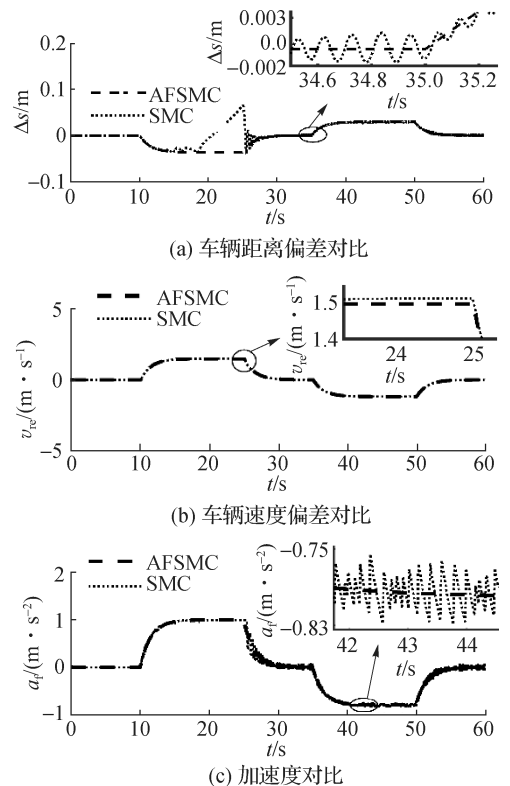 0.003
0.0
−0.002
Δs/m
34.6 34.8 35.0 35.2
t/s
0.2
0.1
0
−0.1
Δs/m
AFSMC
SMC
0 10 20 30 40 50 60
t/s
(a) 车辆距离偏差对比
5
0
−5
v_re/(m·s⁻¹)
AFSMC
SMC
v_re/(m·s⁻¹)
1.5
1.4
24 25
t/s
0 10 20 30 40 50 60
t/s
(b) 车辆速度偏差对比
2
1
0
−1
a_f/(m·s⁻²)
AFSMC
SMC
a_f/(m·s⁻²)
−0.75
−0.83
42 43 44
t/s
0 10 20 30 40 50 60
t/s
(c) 加速度对比